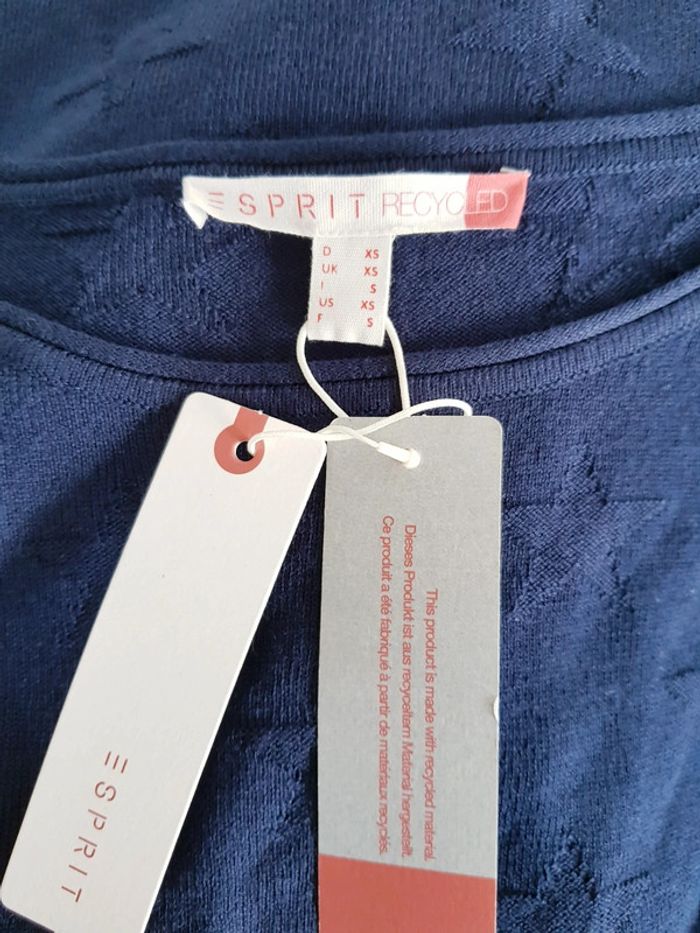 ESPRIT RECYCLED
D XS
UK XS
I S
US XS
F S
ESPRIT
This product is made with recycled material.
Dieses Produkt ist aus recyceltem Material hergestellt.
Ce produit a été fabriqué à partir de matériaux recyclés.